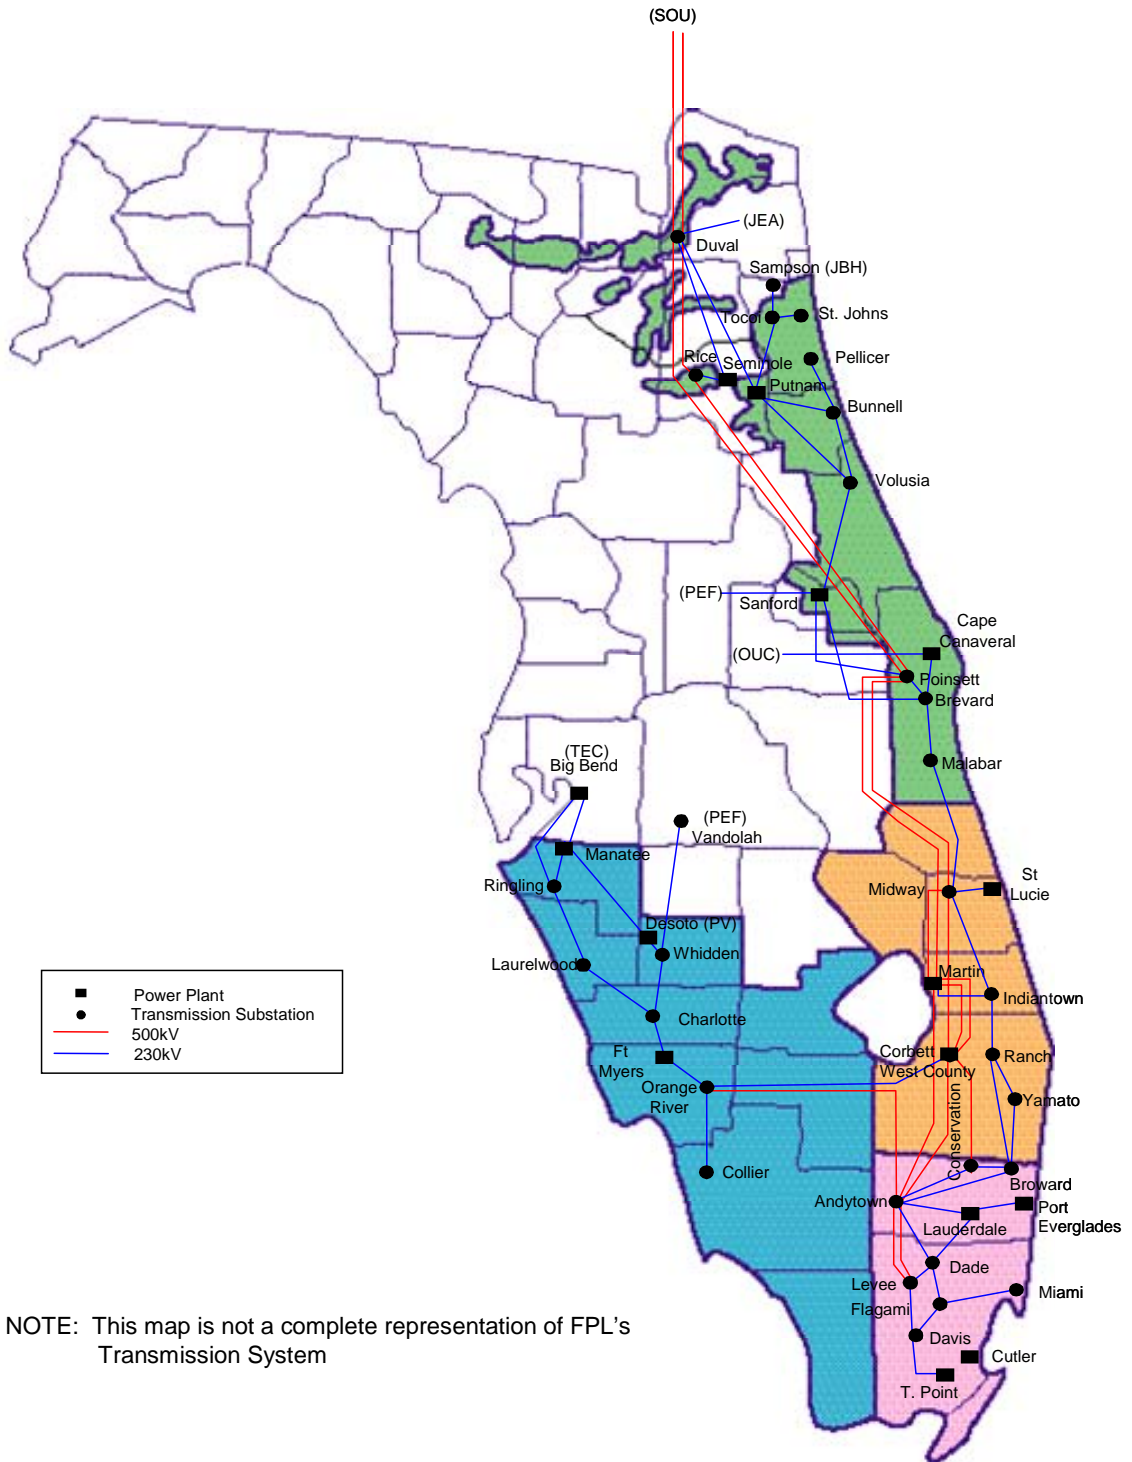 (SOU)
(JEA)
Duval
Sampson (JBH)
Tocoi
St. Johns
Rice
Seminole
Pellicer
Putnam
Bunnell
Volusia
(PEF)
Sanford
Cape
Canaveral
(OUC)
Poinsett
Brevard
Malabar
(TEC)
Big Bend
(PEF)
Vandolah
Manatee
Ringling
Midway
St
Lucie
Desoto (PV)
Whidden
Laurelwood
Martin
Indiantown
Charlotte
Ft
Myers
Corbett
West County
Ranch
Orange
River
Yamato
Conservation
Collier
Broward
Andytown
Lauderdale
Port
Everglades
Dade
Levee
Flagami
Miami
Davis
Cutler
T. Point
Power Plant
Transmission Substation
500kV
230kV
NOTE: This map is not a complete representation of FPL's
Transmission System